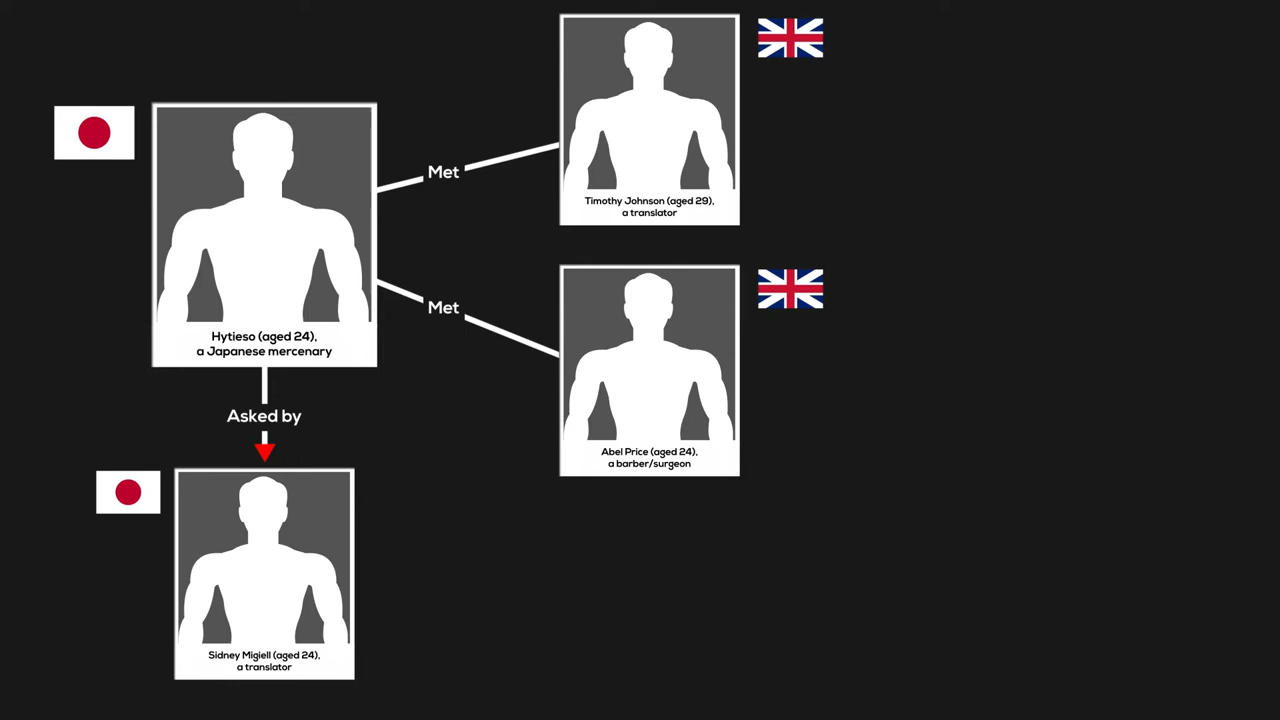 Met
Timothy Johnson (aged 29),
a translator
Hytieso (aged 24),
a Japanese mercenary
Met
Abel Price (aged 24),
a barber/surgeon
Asked by
Sidney Migiell (aged 24),
a translator